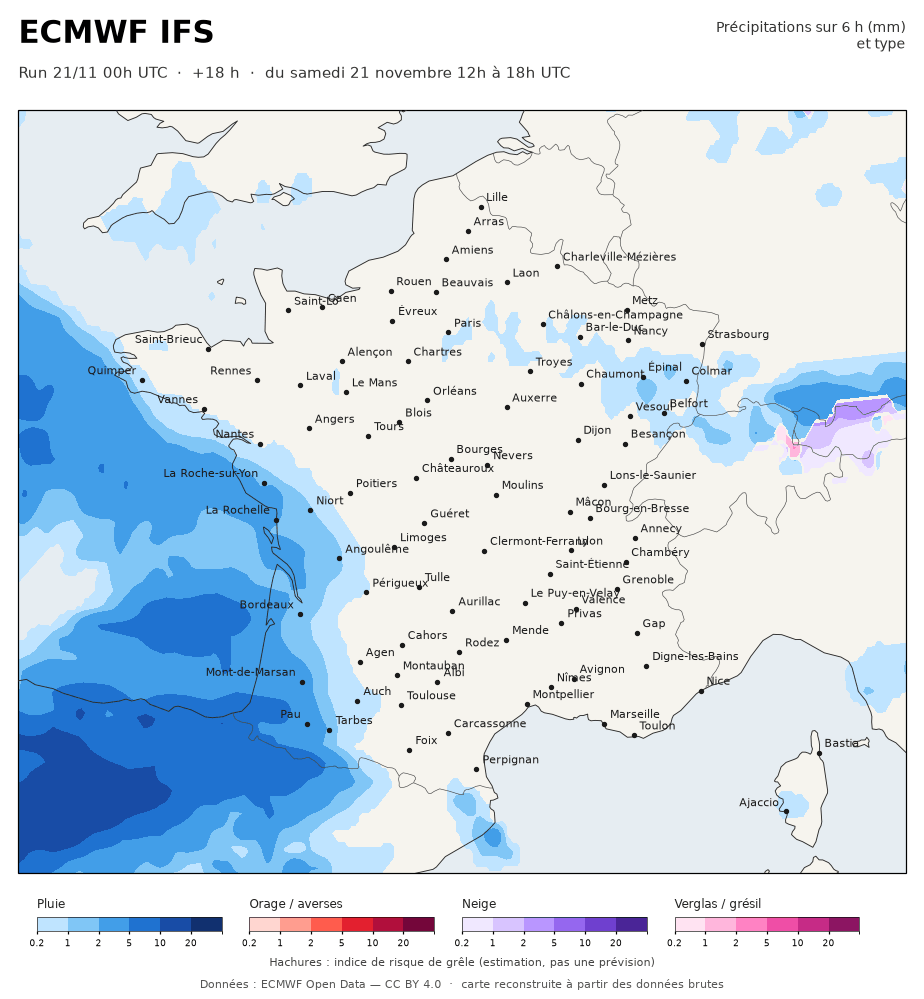 ECMWF IFS
Précipitations sur 6 h (mm)
et type
Run 21/11 00h UTC · +18 h · du samedi 21 novembre 12h à 18h UTC
Lille
Arras
Amiens
Charleville-Mézières
Rouen
Beauvais
Laon
Saint-Lô
Caen
Metz
Évreux
Châlons-en-Champagne
Paris
Bar-le-Duc
Nancy
Strasbourg
Saint-Brieuc
Alençon
Chartres
Troyes
Quimper
Rennes
Laval
Le Mans
Chaumont
Épinal
Colmar
Orléans
Auxerre
Vannes
Blois
Vesoul
Belfort
Angers
Tours
Nantes
Dijon
Besançon
Bourges
Nevers
La Roche-sur-Yon
Châteauroux
Lons-le-Saunier
Poitiers
Moulins
La Rochelle
Niort
Mâcon
Bourg-en-Bresse
Guéret
Annecy
Angoulême
Limoges
Clermont-Ferrand
Lyon
Chambéry
Saint-Étienne
Périgueux
Tulle
Grenoble
Bordeaux
Aurillac
Le Puy-en-Velay
Valence
Privas
Cahors
Mende
Gap
Agen
Rodez
Digne-les-Bains
Mont-de-Marsan
Montauban
Albi
Nîmes
Avignon
Nice
Auch
Toulouse
Montpellier
Pau
Tarbes
Carcassonne
Marseille
Toulon
Foix
Bastia
Perpignan
Ajaccio
Pluie
Orage / averses
Neige
Verglas / grésil
0.2 1 2 5 10 20
0.2 1 2 5 10 20
0.2 1 2 5 10 20
0.2 1 2 5 10 20
Hachures : indice de risque de grêle (estimation, pas une prévision)
Données : ECMWF Open Data — CC BY 4.0 · carte reconstruite à partir des données brutes